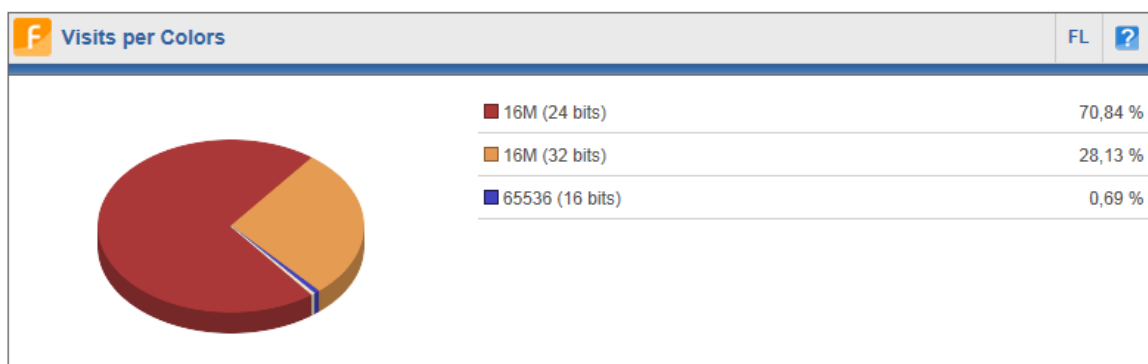 F Visits per Colors FL ?
16M (24 bits) 70,84 %
16M (32 bits) 28,13 %
65536 (16 bits) 0,69 %